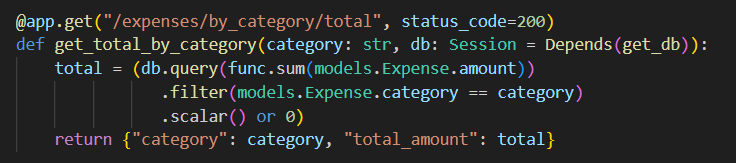 @app.get("/expenses/by_category/total", status_code=200)
def get_total_by_category(category: str, db: Session = Depends(get_db)):
    total = (db.query(func.sum(models.Expense.amount))
               .filter(models.Expense.category == category)
               .scalar() or 0)
    return {"category": category, "total_amount": total}